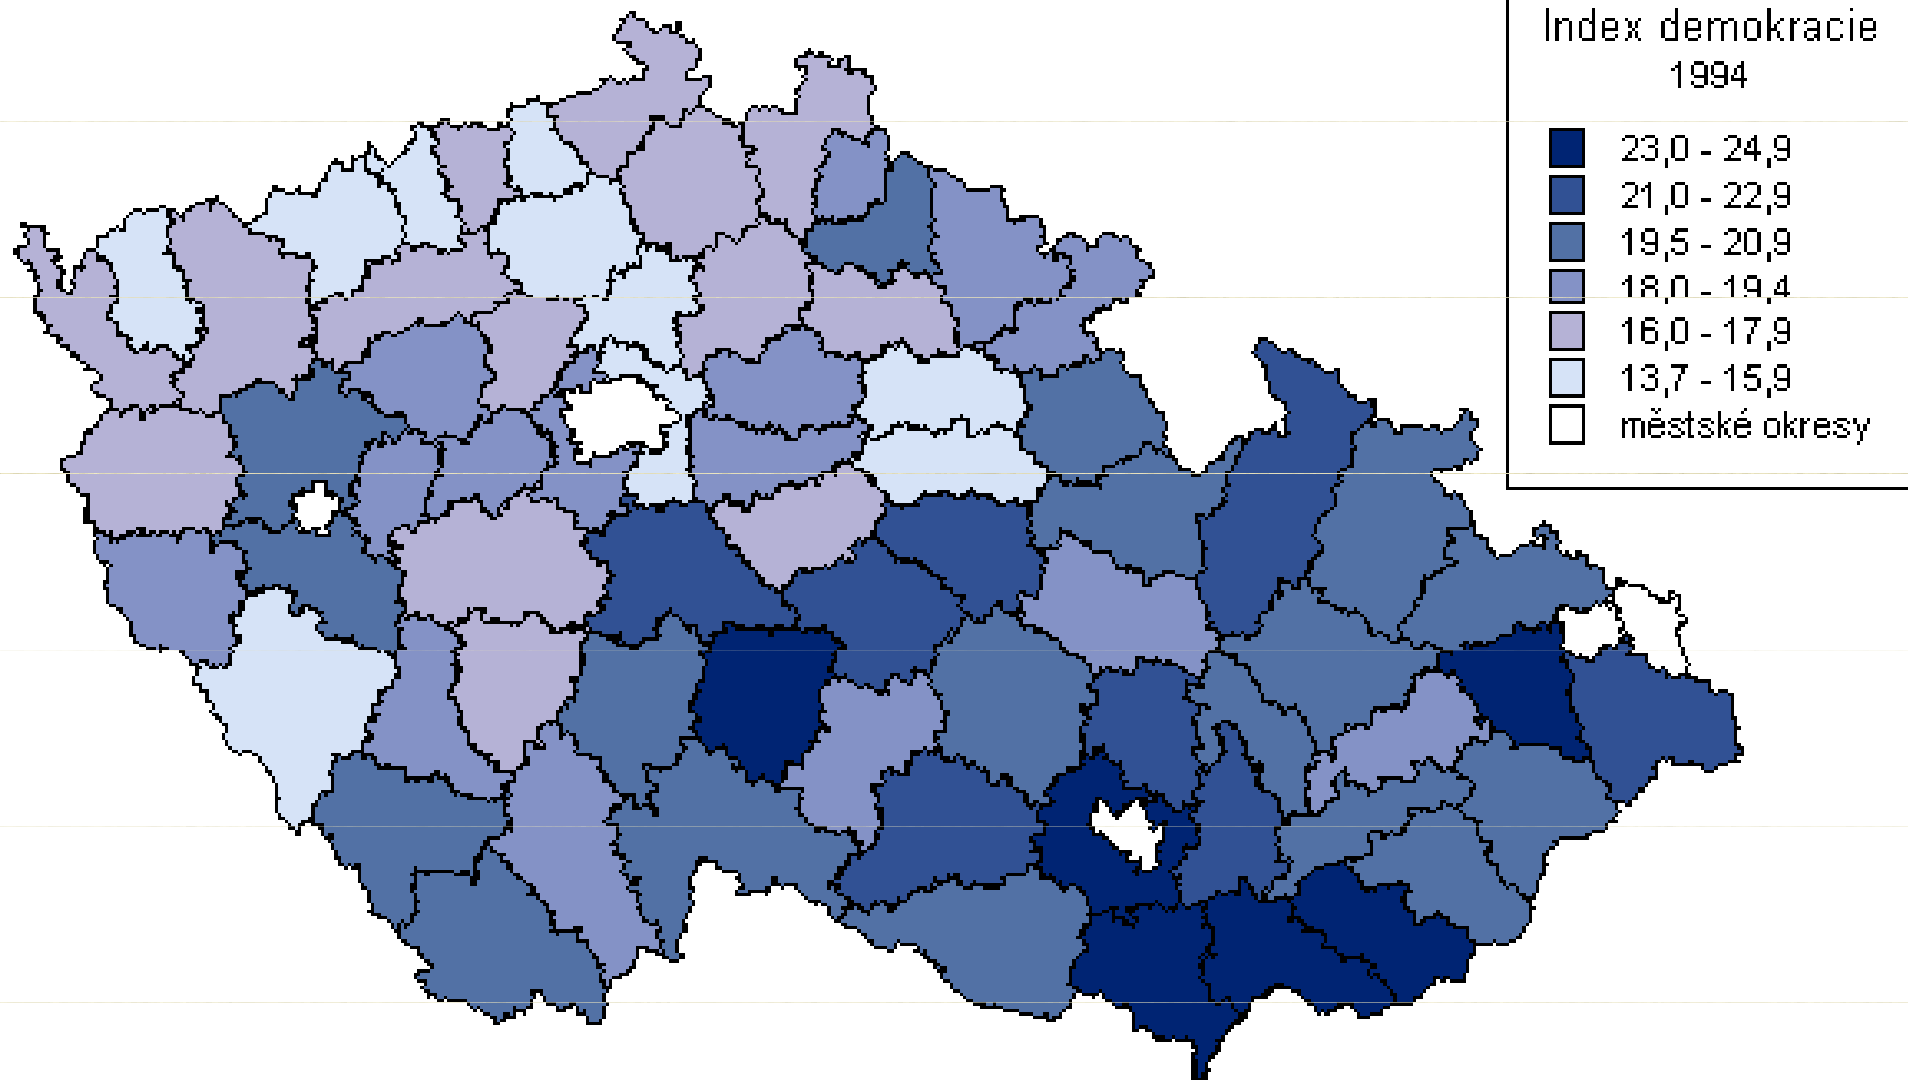 Index demokracie
1994
23,0 - 24,9
21,0 - 22,9
19,5 - 20,9
18,0 - 19,4
16,0 - 17,9
13,7 - 15,9
městské okresy